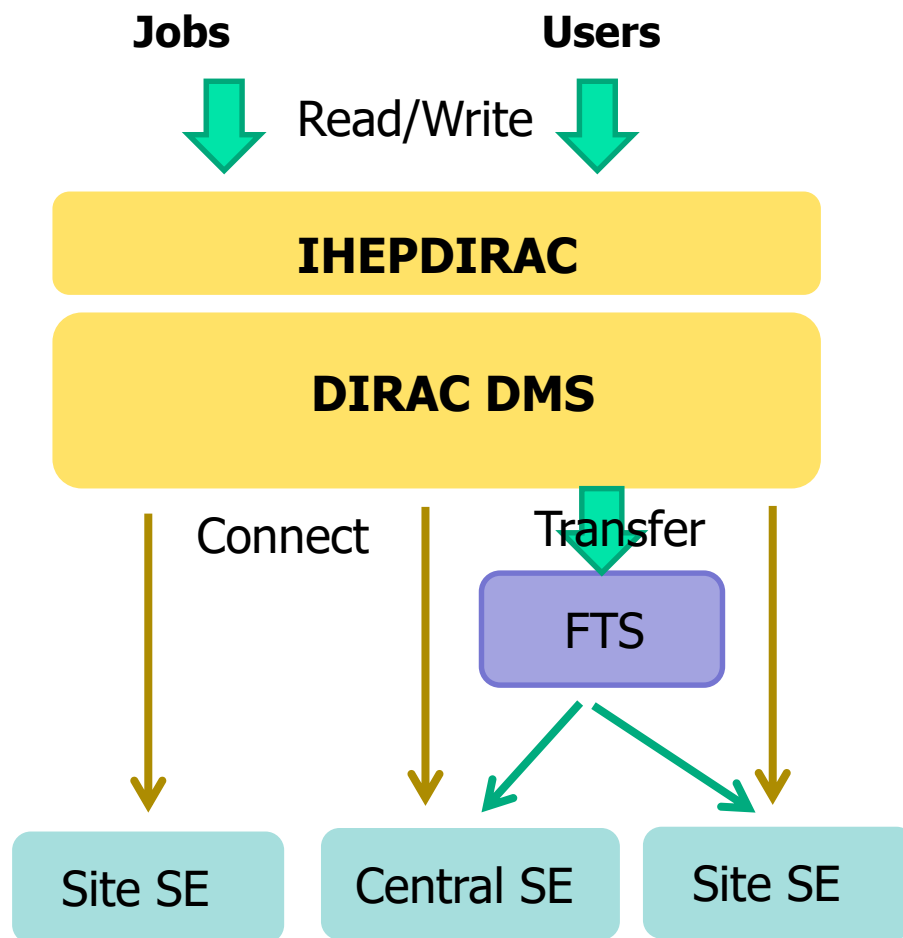 Jobs
Users
Read/Write
IHEPDIRAC
DIRAC DMS
Connect
Transfer
FTS
Site SE
Central SE
Site SE